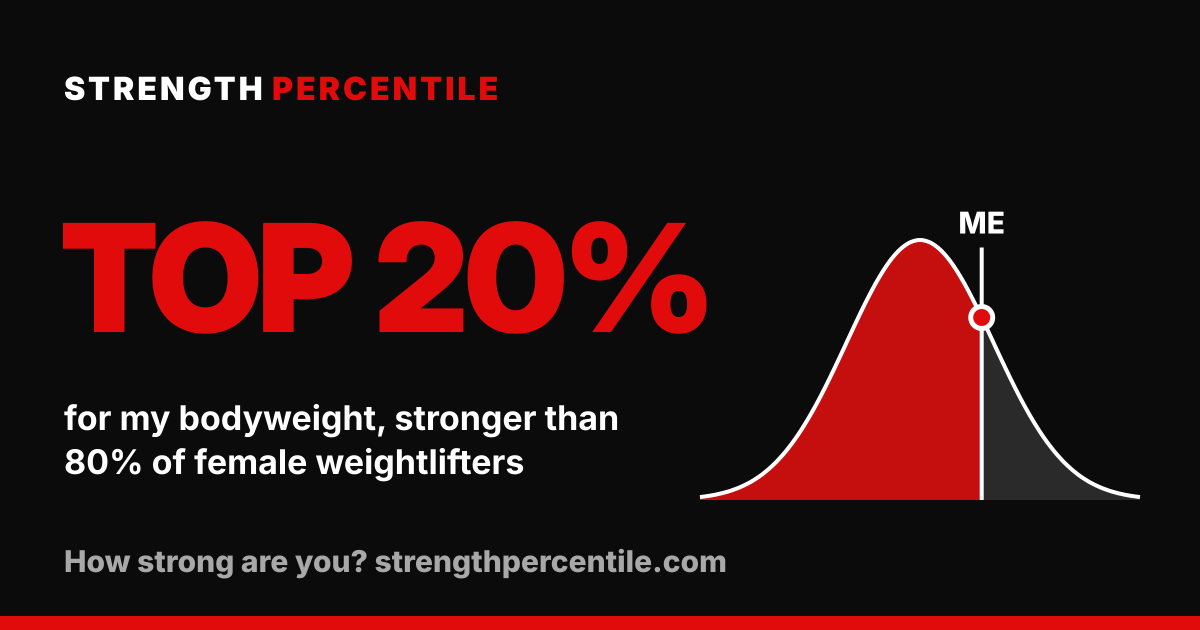 STRENGTH PERCENTILE
TOP 20%
ME
for my bodyweight, stronger than
80% of female weightlifters
How strong are you? strengthpercentile.com